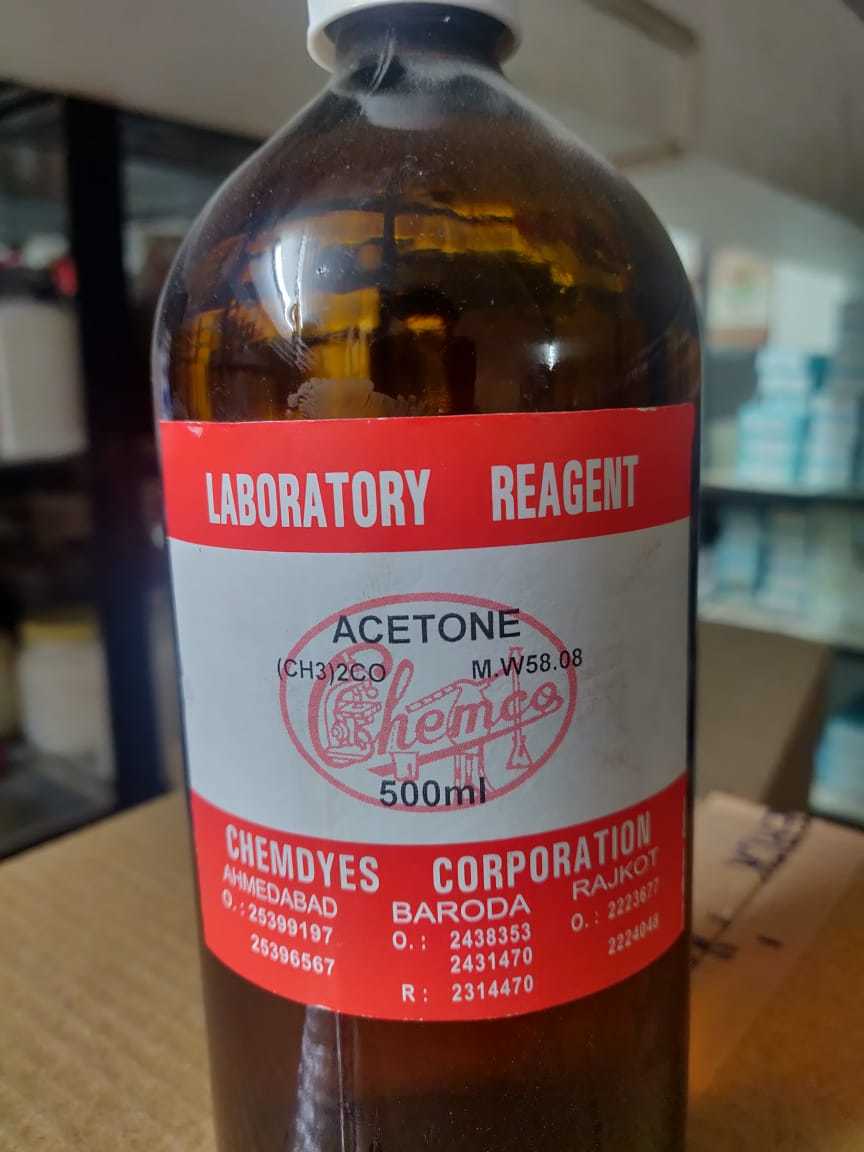 LABORATORY REAGENT
ACETONE
(CH3)2CO M.W58.08
Chemco
500ml
CHEMDYES CORPORATION
AHMEDABAD
O.: 25399197
25396567
BARODA
O. : 2438353
2431470
R : 2314470
RAJKOT
O. : 2223677
2224048